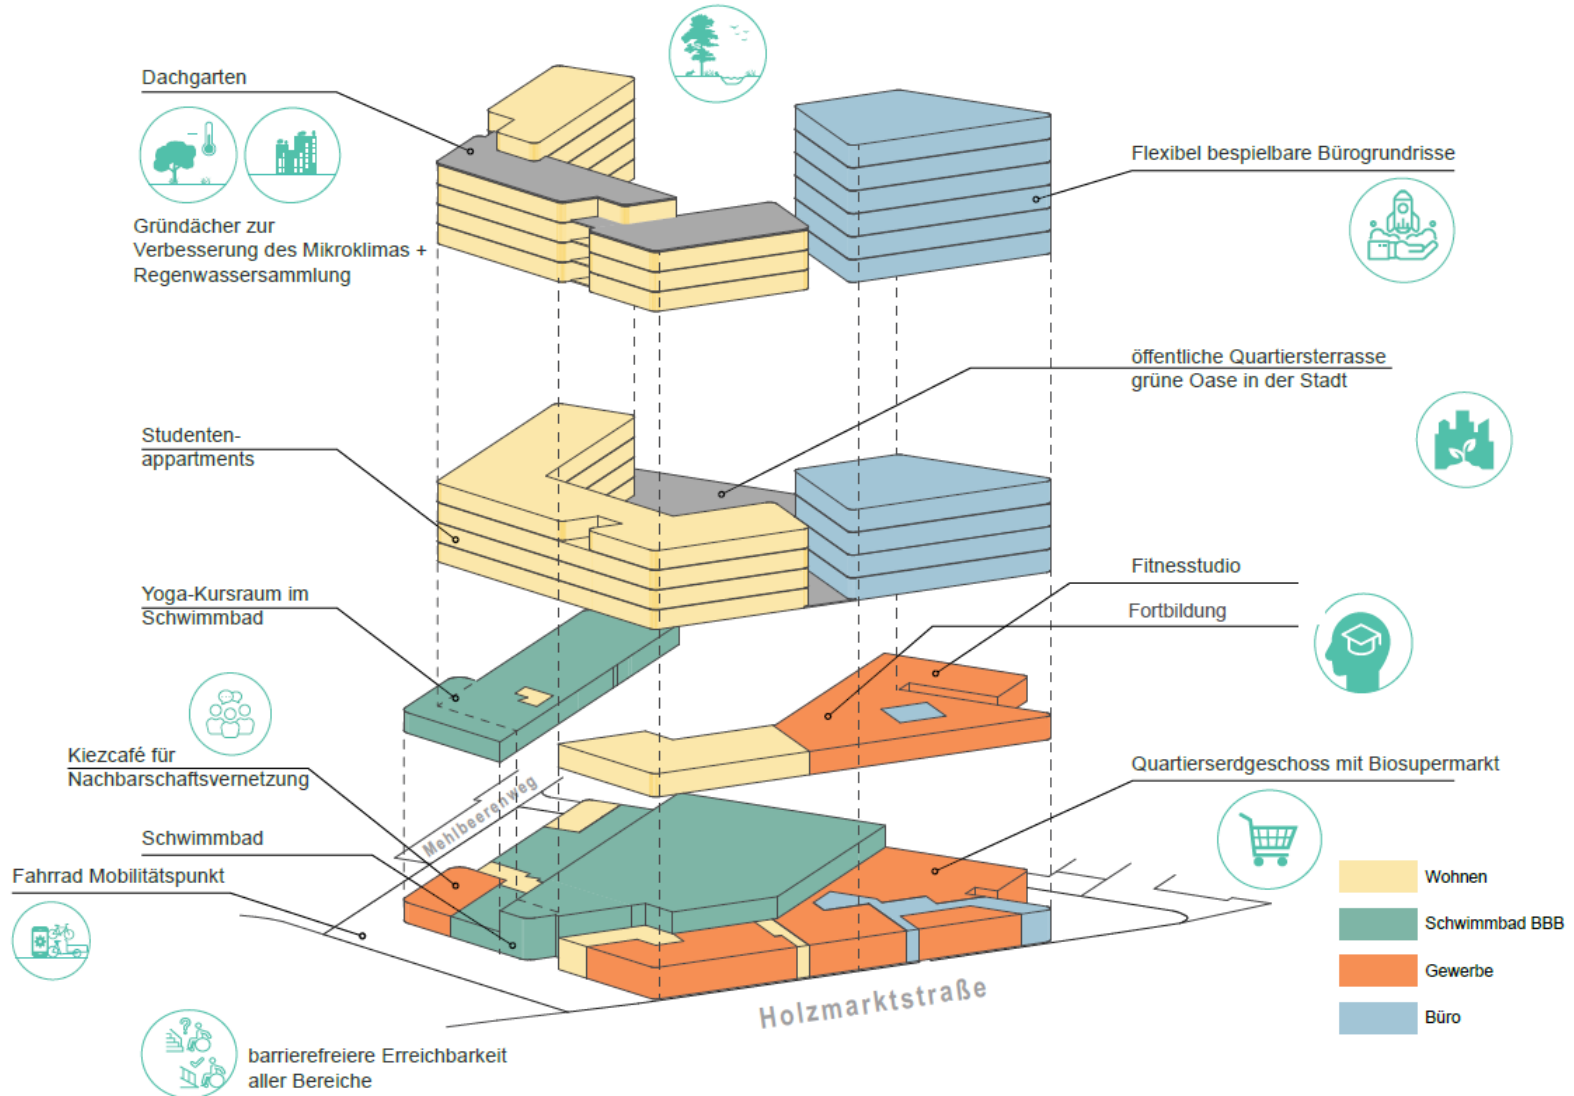 Dachgarten
Gründächer zur
Verbesserung des Mikroklimas +
Regenwassersammlung
Flexibel bespielbare Bürogrundrisse
öffentliche Quartiersterrasse
grüne Oase in der Stadt
Studenten-
appartments
Yoga-Kursraum im
Schwimmbad
Fitnesstudio
Fortbildung
Kiezcafé für
Nachbarschaftsvernetzung
Quartierserdgeschoss mit Biosupermarkt
Mehlbeerenweg
Schwimmbad
Fahrrad Mobilitätspunkt
Holzmarktstraße
Wohnen
Schwimmbad BBB
Gewerbe
Büro
barrierefreiere Erreichbarkeit
aller Bereiche